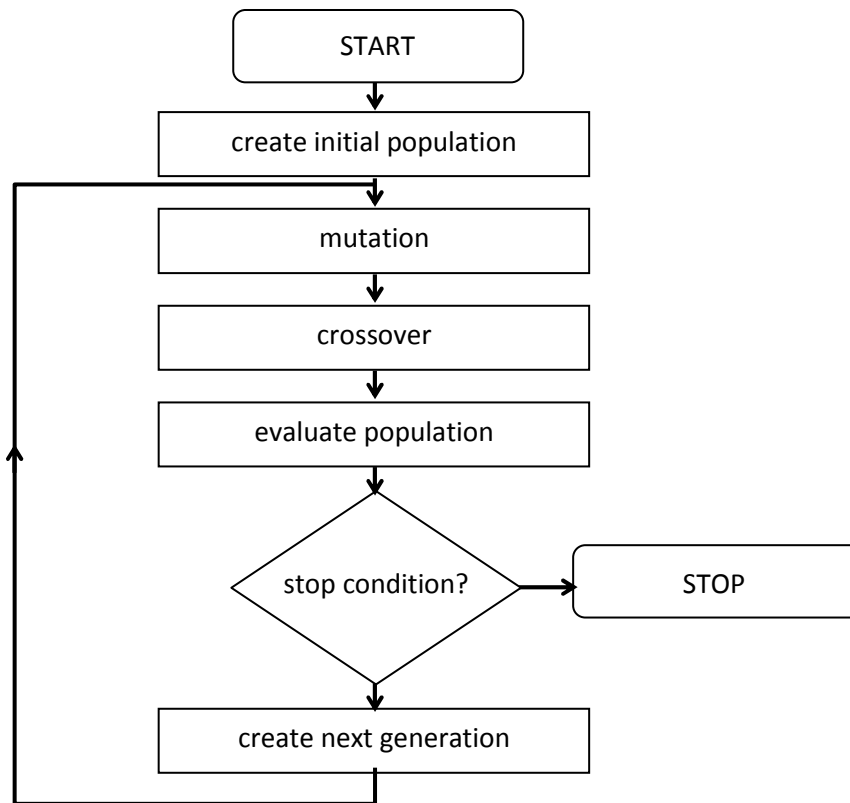 START
create initial population
mutation
crossover
evaluate population
stop condition?
STOP
create next generation